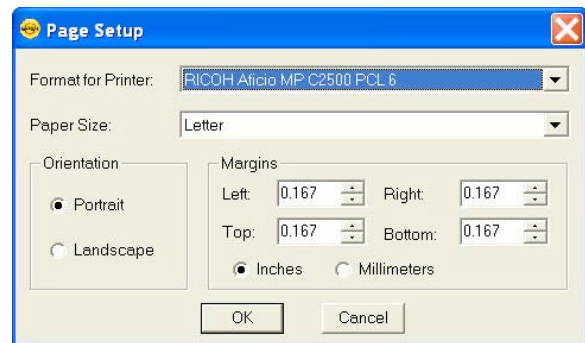 Page Setup
Format for Printer: RICOH Aficio MP C2500 PCL 6
Paper Size: Letter
Orientation
Portrait
Landscape
Margins
Left: 0.167 Right: 0.167
Top: 0.167 Bottom: 0.167
Inches Millimeters
OK Cancel